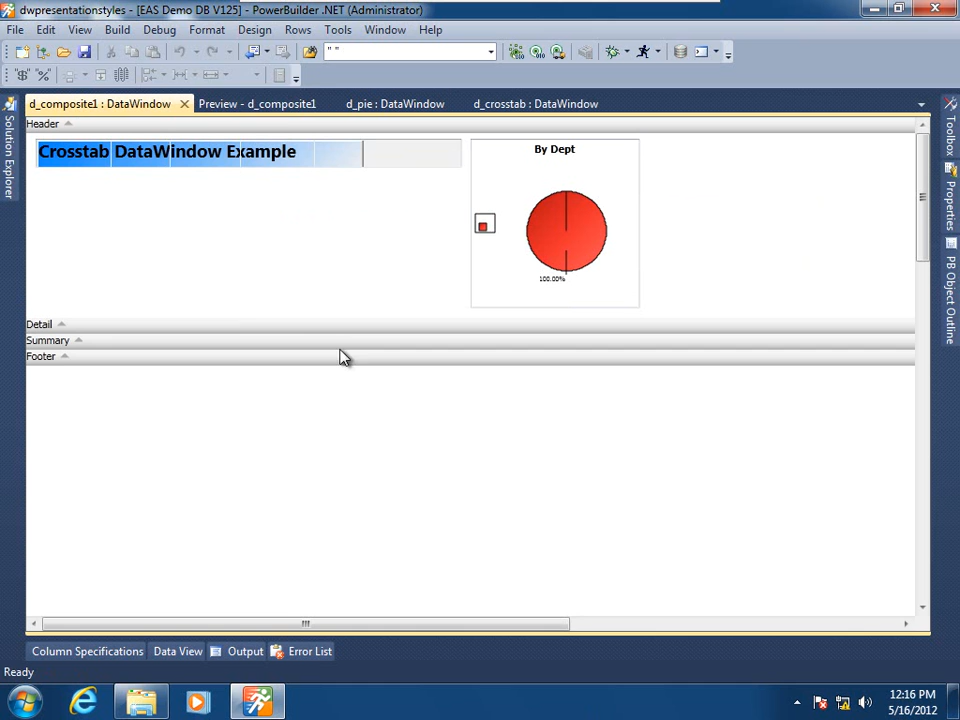 dwpresentationstyles - [EAS Demo DB V125] - PowerBuilder .NET (Administrator)
File Edit View Build Debug Format Design Rows Tools Window Help
" "
d_composite1 : DataWindow Preview - d_composite1 d_pie : DataWindow d_crosstab : DataWindow
Header
Crosstab DataWindow Example
By Dept
100.00%
Detail
Summary
Footer
Solution Explorer
Toolbox
Properties
PB Object Outline
Column Specifications Data View Output Error List
Ready
12:16 PM
5/16/2012